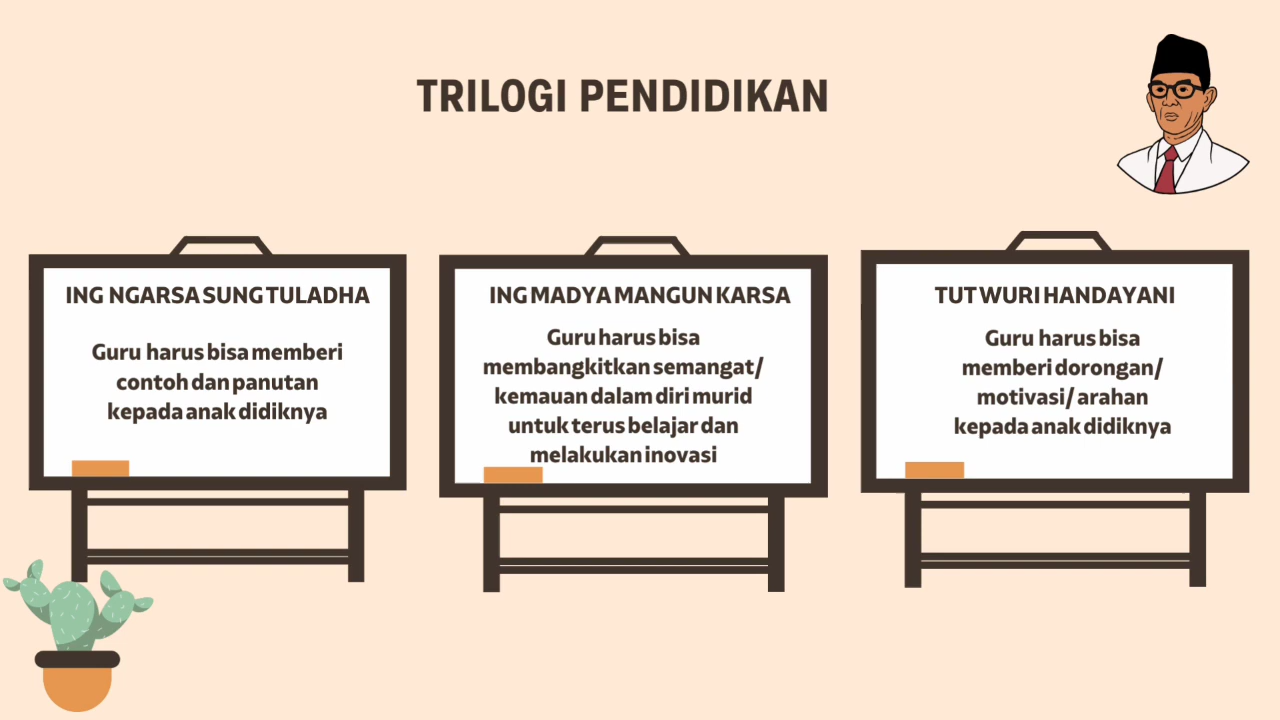 TRILOGI PENDIDIKAN
ING NGARSA SUNG TULADHA
Guru harus bisa memberi
contoh dan panutan
kepada anak didiknya
ING MADYA MANGUN KARSA
Guru harus bisa
membangkitkan semangat/
kemauan dalam diri murid
untuk terus belajar dan
melakukan inovasi
TUT WURI HANDAYANI
Guru harus bisa
memberi dorongan/
motivasi/ arahan
kepada anak didiknya